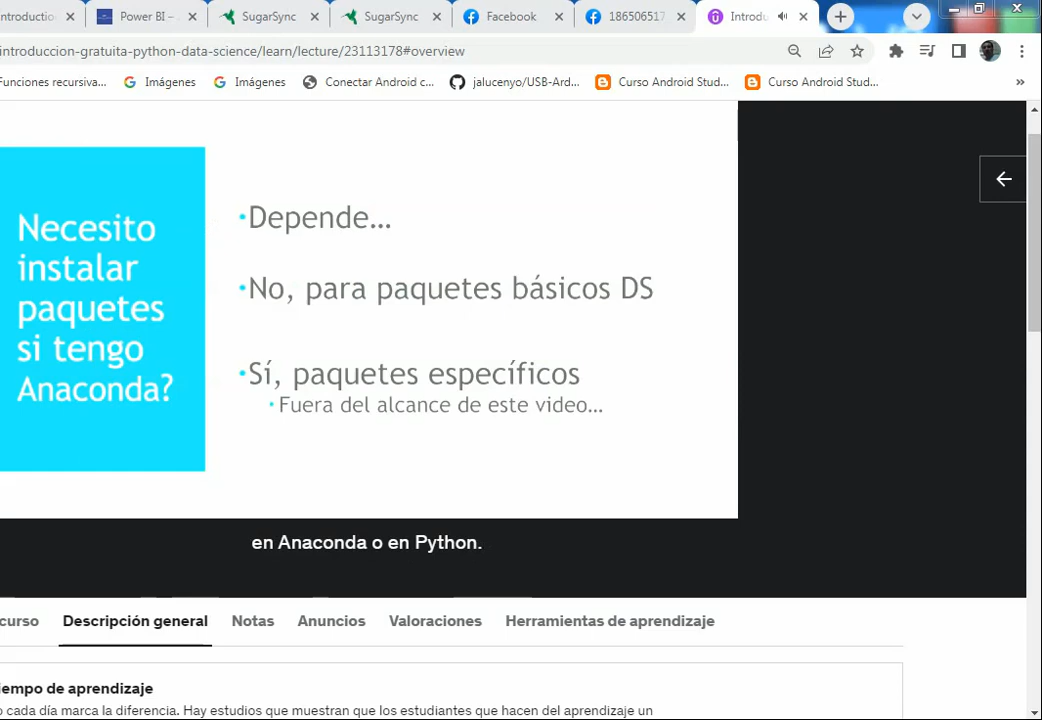 ntroductio
Power BI –
SugarSync
SugarSync
Facebook
186506517
Introdu
introduccion-gratuita-python-data-science/learn/lecture/23113178#overview
Funciones recursiva...
Imágenes
Imágenes
Conectar Android c...
jalucenyo/USB-Ard...
Curso Android Stud...
Curso Android Stud...
»
Necesito
instalar
paquetes
si tengo
Anaconda?
•Depende...
•No, para paquetes básicos DS
•Sí, paquetes específicos
•Fuera del alcance de este video...
en Anaconda o en Python.
curso
Descripción general
Notas
Anuncios
Valoraciones
Herramientas de aprendizaje
iempo de aprendizaje
o cada día marca la diferencia. Hay estudios que muestran que los estudiantes que hacen del aprendizaje un